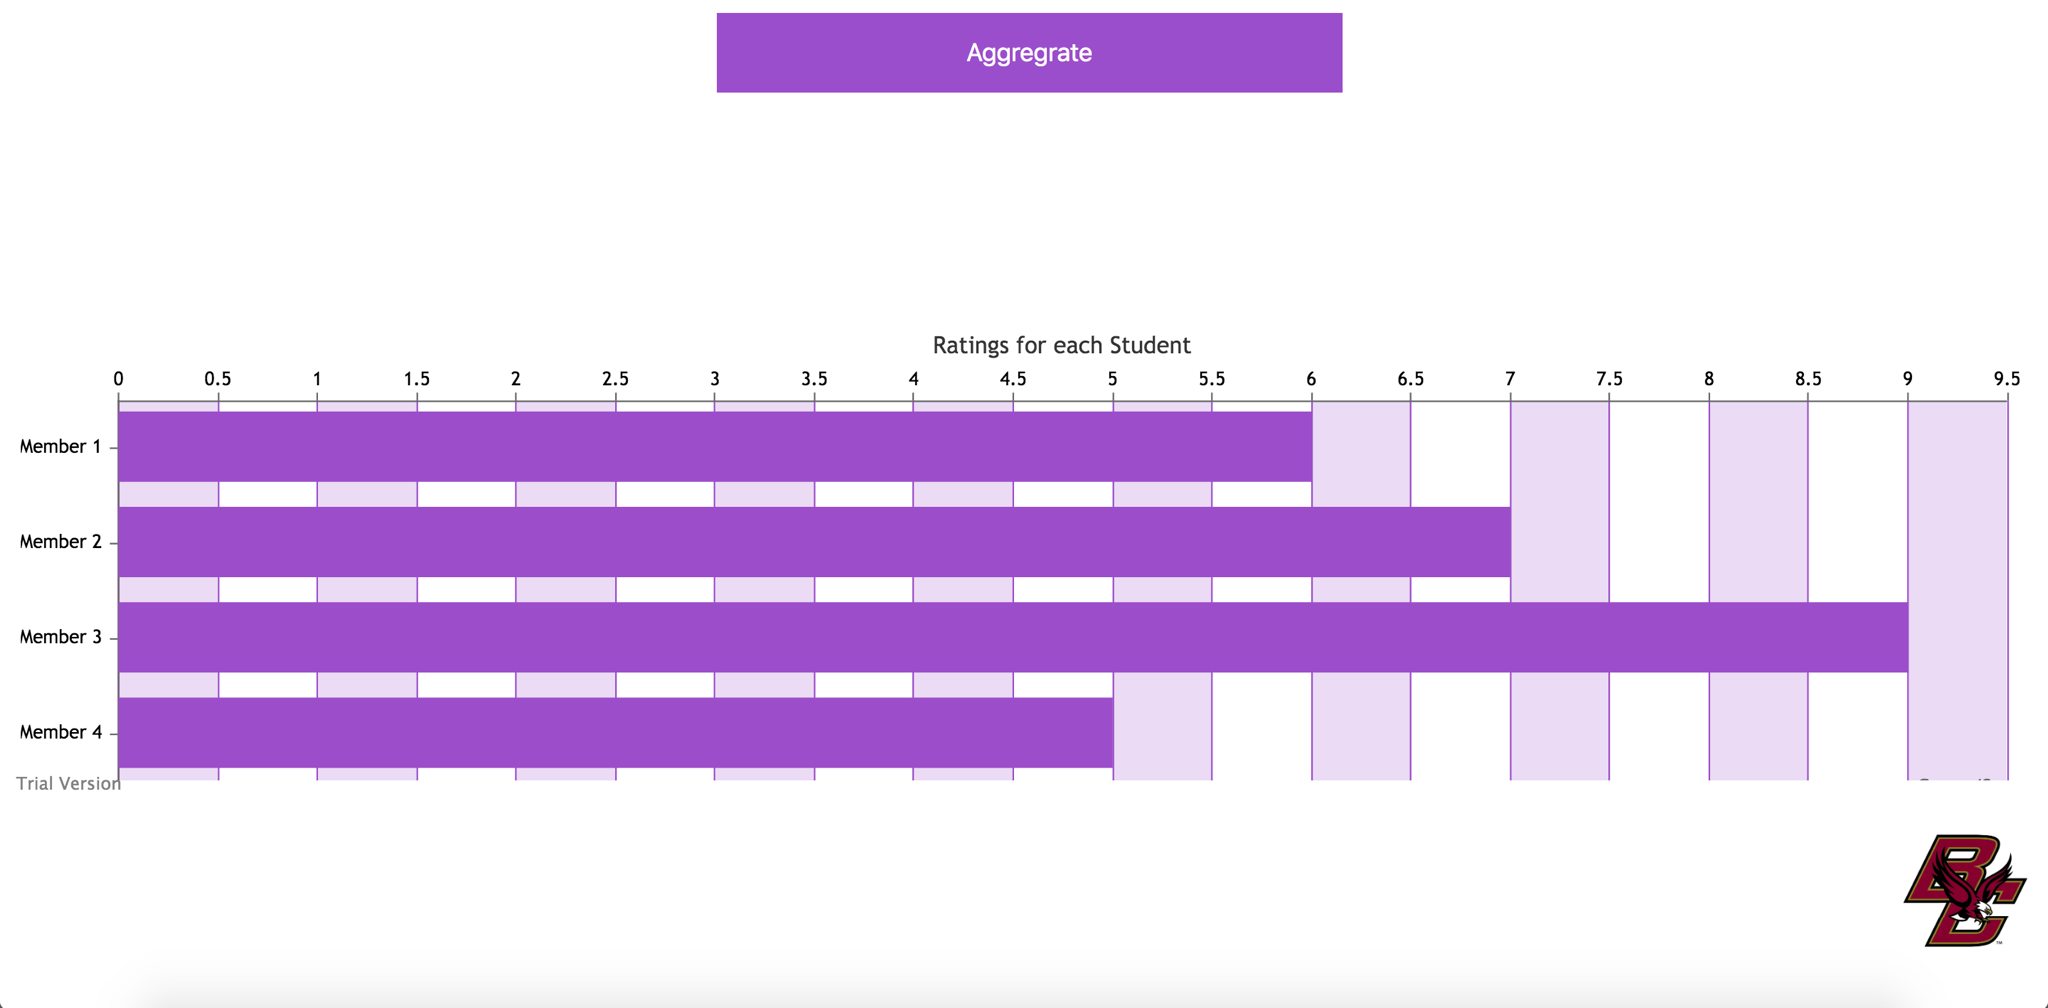 Aggregrate
Ratings for each Student
0 0.5 1 1.5 2 2.5 3 3.5 4 4.5 5 5.5 6 6.5 7 7.5 8 8.5 9 9.5
Member 1
Member 2
Member 3
Member 4
Trial Version
BC